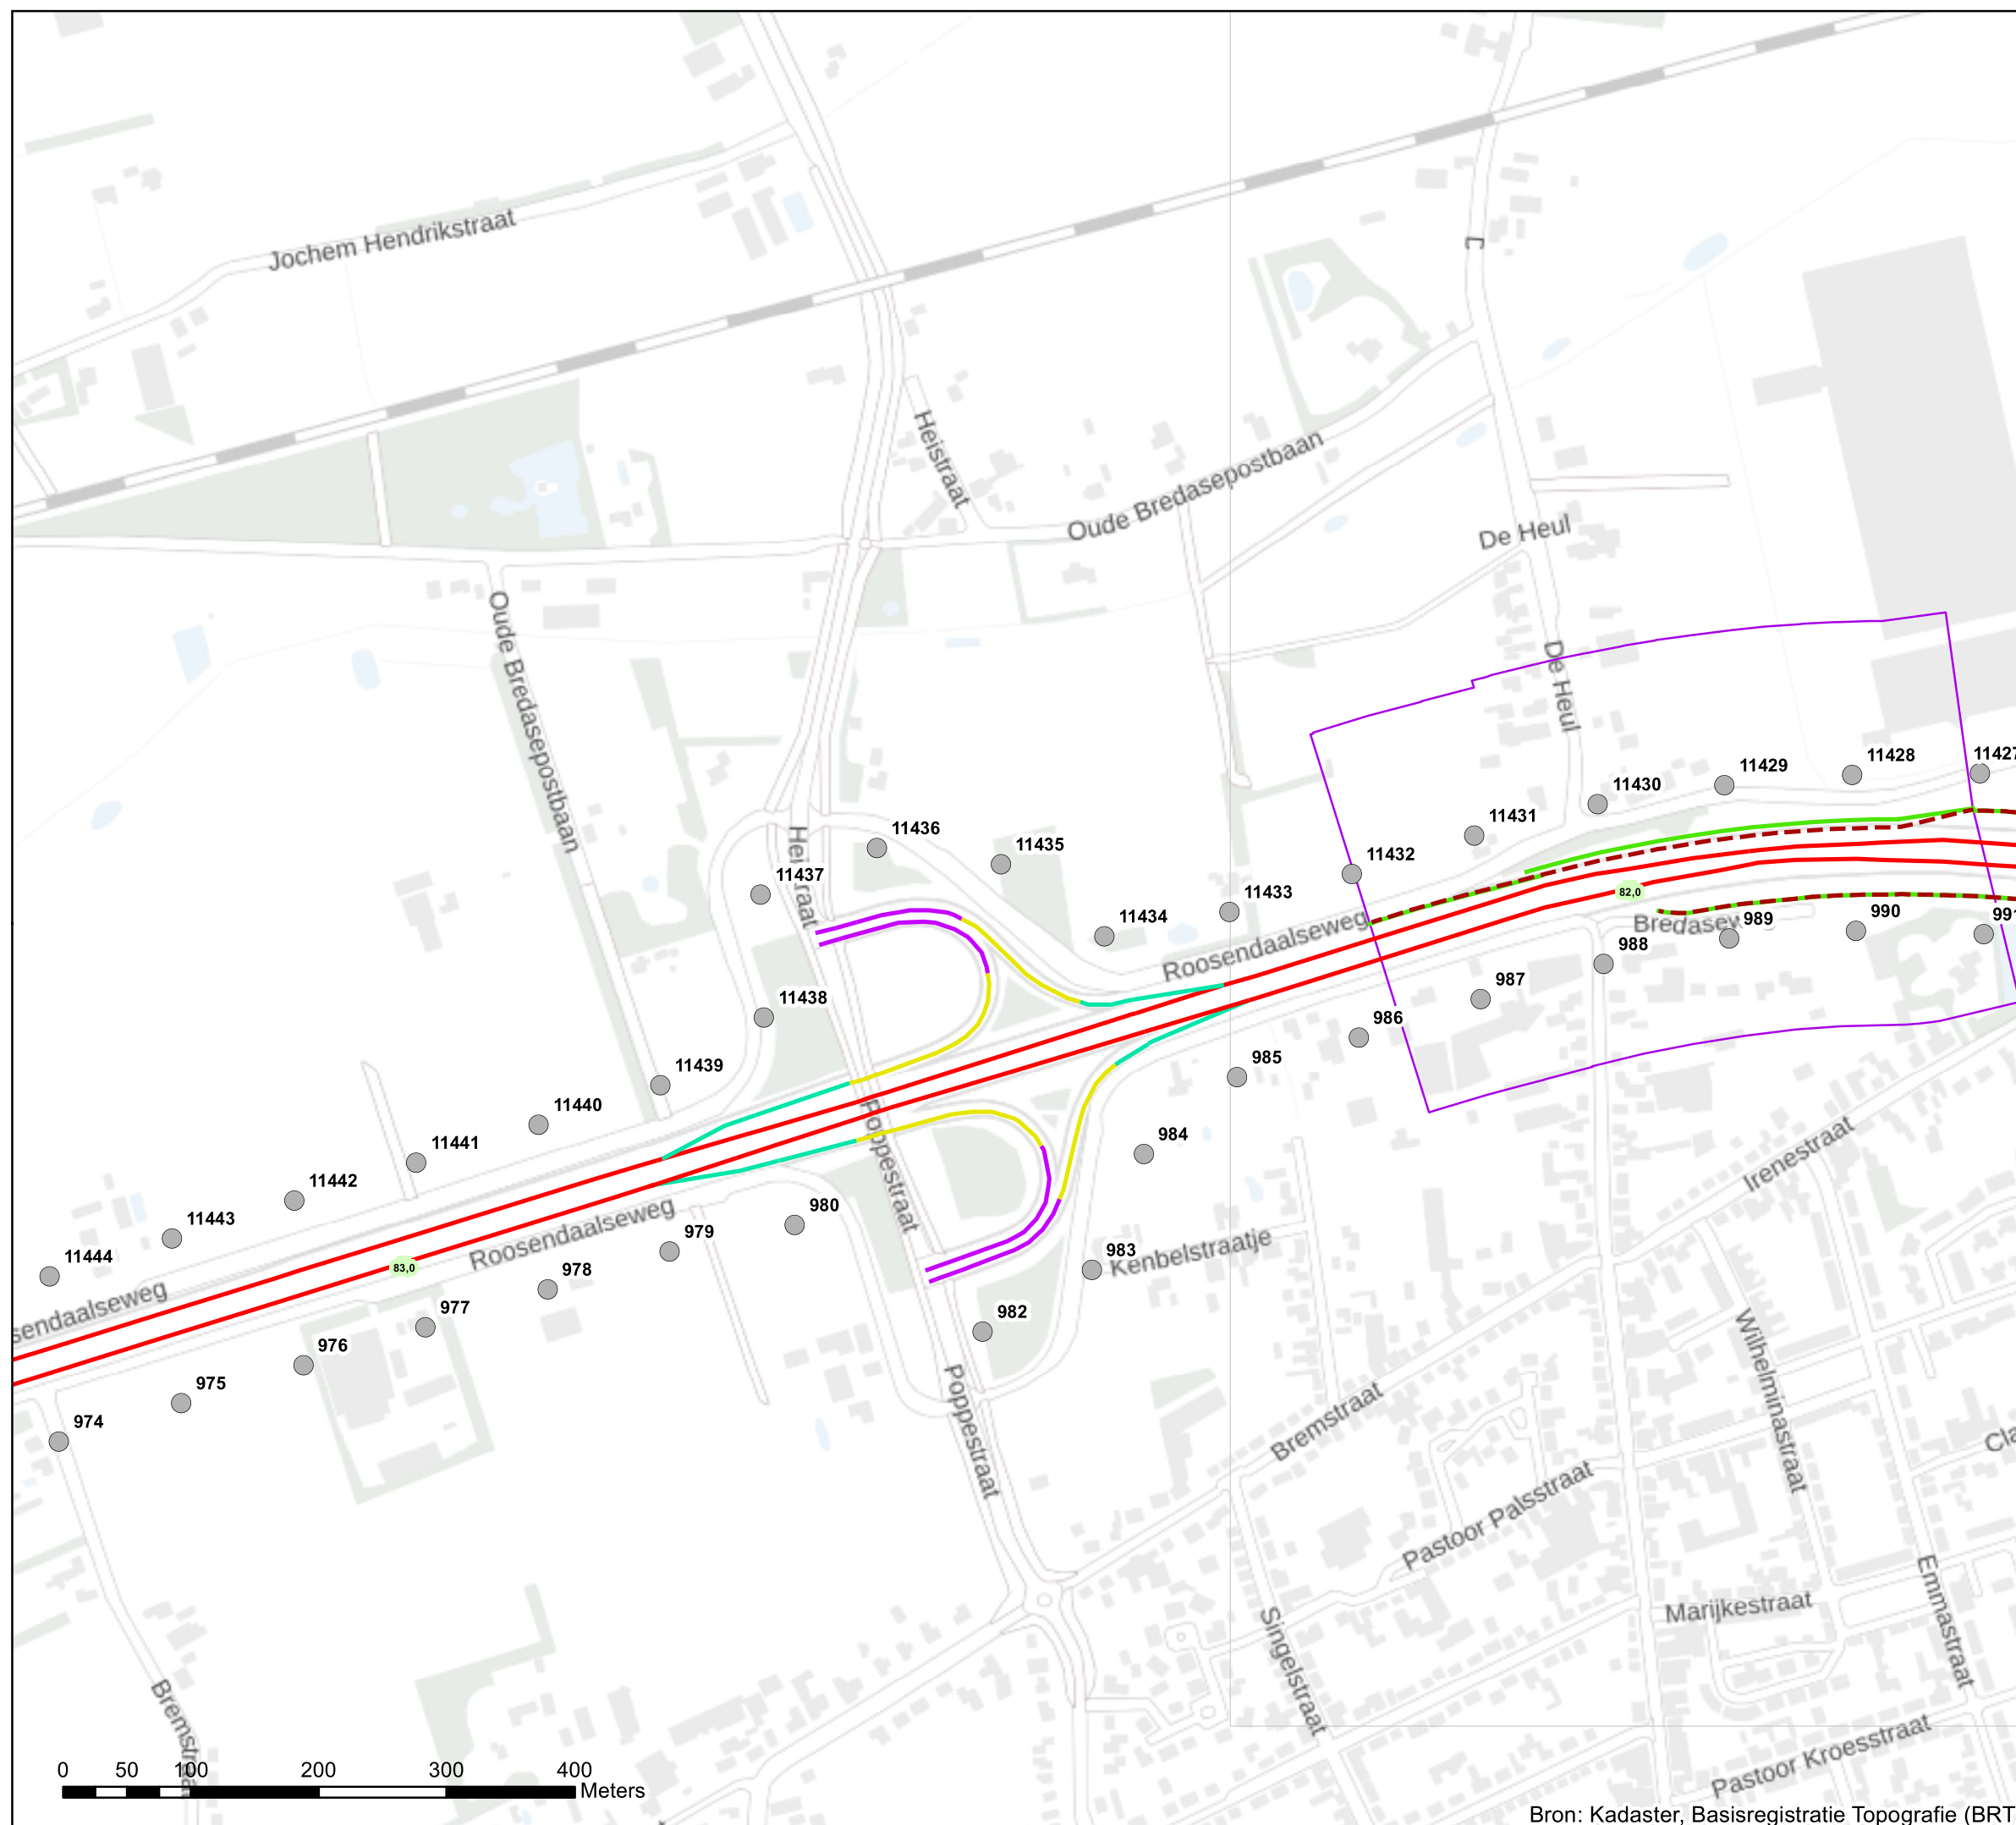 Jochem Hendrikstraat
Heistraat
Oude Bredasepostbaan
De Heul
Oude Bredasepostbaan
De Heul
11427
11428
11429
11430
11431
11432
11433
11434
11435
11436
11437
11438
11439
11440
11441
11442
11443
11444
Roosendaalseweg
82,0
989
990
991
988
987
986
985
984
983
982
980
979
978
977
976
975
974
83,0
Roosendaalseweg
sendaalseweg
Poppestraat
Kenbelstraatje
Irenestraat
Wilhelminastraat
Bremstraat
Poppestraat
Pastoor Palsstraat
Marijkestraat
Emmastraat
Singelstraat
Pastoor Kroesstraat
0 50 100 200 300 400
Meters
Bron: Kadaster, Basisregistratie Topografie (BRT